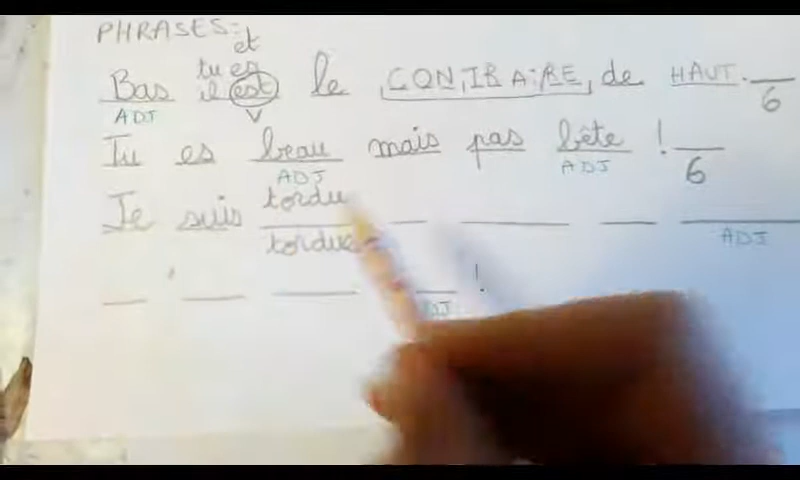 PHRASES:
et
tu es
Bas il est le CONTRAIRE de HAUT.
6
ADJ V
Tu es beau mais pas bête !
6
ADJ ADJ
Je suis tordu
tordue
ADJ
!